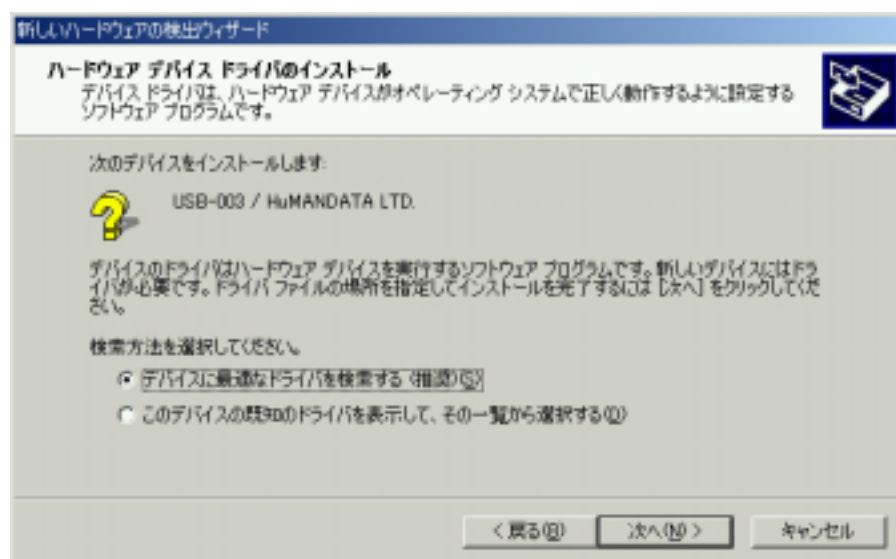 新しいハードウェアの検出ウィザード
ハードウェア デバイス ドライバのインストール
デバイス ドライバは、ハードウェア デバイスがオペレーティング システムで正しく動作するように設定する
ソフトウェア プログラムです。
次のデバイスをインストールします:
USB-003 / HuMANDATA LTD.
デバイスのドライバはハードウェア デバイスを実行するソフトウェア プログラムです。新しいデバイスにはドラ
イバが必要です。ドライバ ファイルの場所を指定してインストールを完了するには [次へ] をクリックしてくだ
さい。
検索方法を選択してください。
デバイスに最適なドライバを検索する (推奨)(S)
このデバイスの既知のドライバを表示して、その一覧から選択する(D)
< 戻る(B)
次へ(N) >
キャンセル